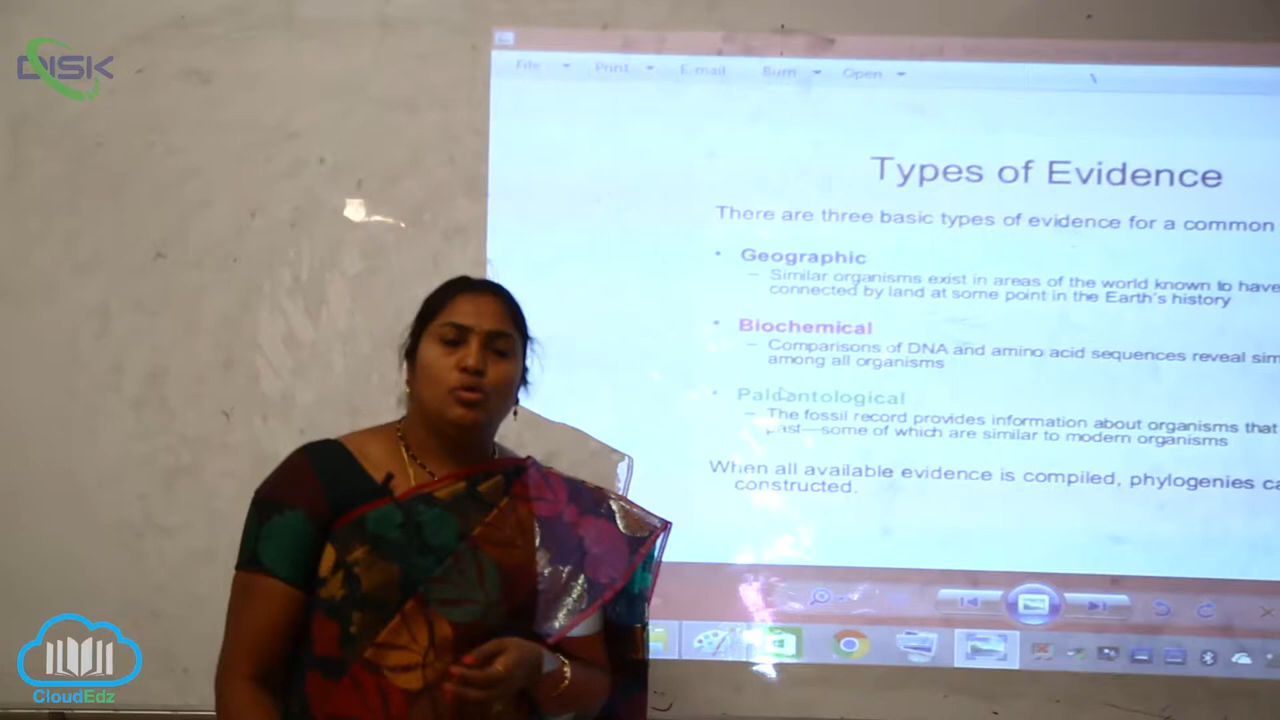 DISK
File Print E-mail Burn Open
Types of Evidence
There are three basic types of evidence for a common
• Geographic
– Similar organisms exist in areas of the world known to have
connected by land at some point in the Earth's history
• Biochemical
– Comparisons of DNA and amino acid sequences reveal sim
among all organisms
• Paleontological
– The fossil record provides information about organisms that
past—some of which are similar to modern organisms
When all available evidence is compiled, phylogenies ca
constructed.
CloudEdz